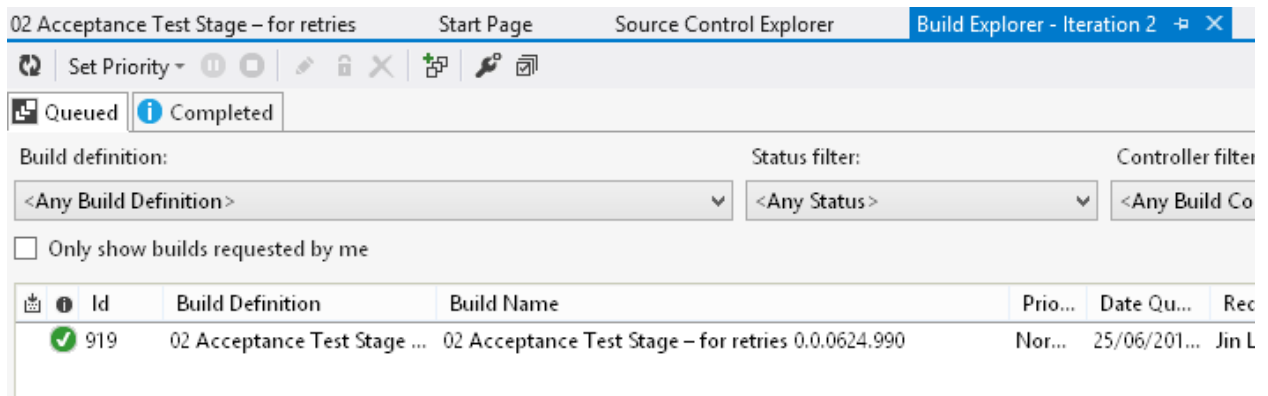 02 Acceptance Test Stage – for retries Start Page Source Control Explorer Build Explorer - Iteration 2
Set Priority
Queued Completed
Build definition: Status filter: Controller filter
<Any Build Definition> <Any Status> <Any Build Co
Only show builds requested by me
Id Build Definition Build Name Prio... Date Qu... Rec
919 02 Acceptance Test Stage ... 02 Acceptance Test Stage – for retries 0.0.0624.990 Nor... 25/06/201... Jin L